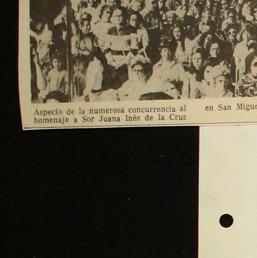 Aspecto de la numerosa concurrencia al
homenaje a Sor Juana Inés de la Cruz
en San Migue